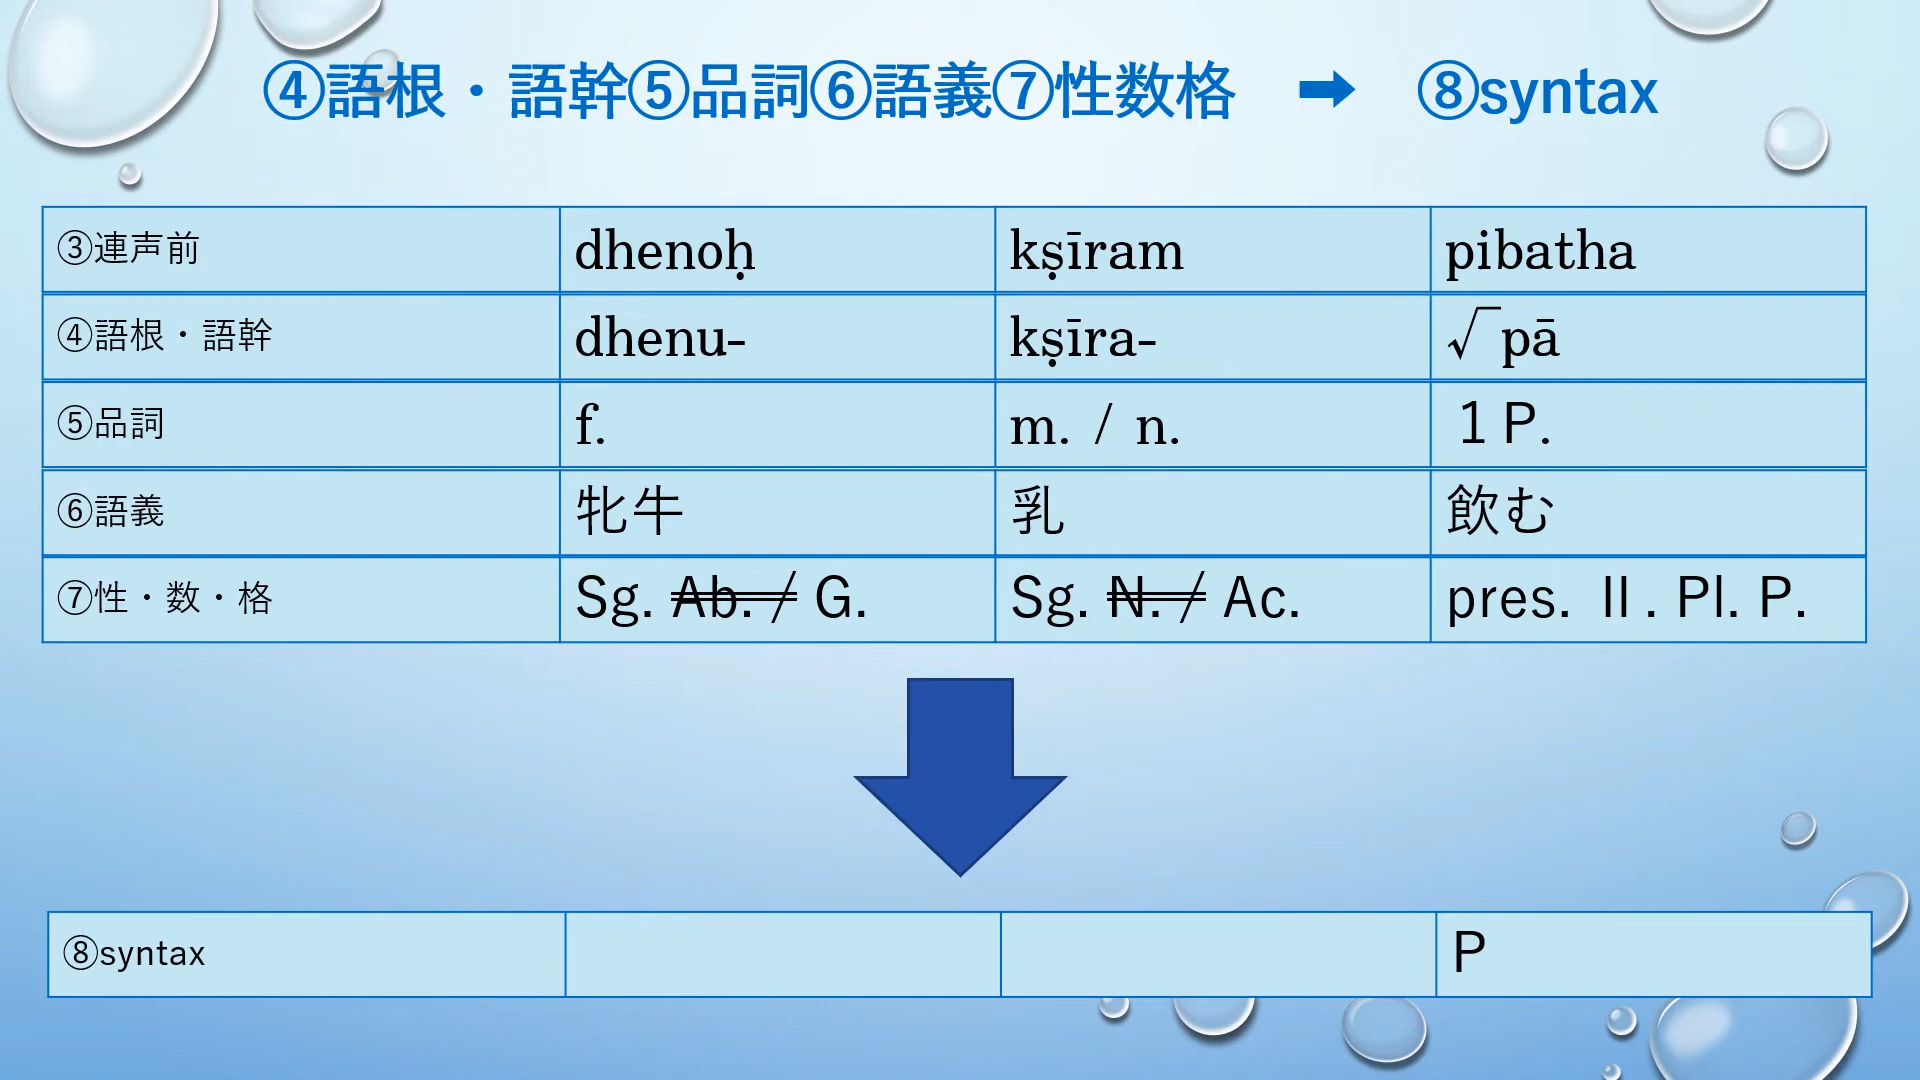 ④語根・語幹⑤品詞⑥語義⑦性数格 ➡ ⑧syntax
③連声前 dhenoḥ kṣīram pibatha
④語根・語幹 dhenu- kṣīra- √pā
⑤品詞 f. m. / n. 1 P.
⑥語義 牝牛 乳 飲む
⑦性・数・格 Sg. Ab. / G. Sg. N. / Ac. pres. II. Pl. P.
⑧syntax P